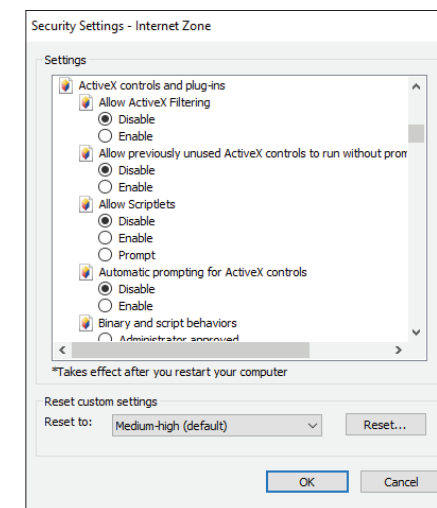 Security Settings - Internet Zone
Settings
ActiveX controls and plug-ins
Allow ActiveX Filtering
Disable
Enable
Allow previously unused ActiveX controls to run without prom
Disable
Enable
Allow Scriptlets
Disable
Enable
Prompt
Automatic prompting for ActiveX controls
Disable
Enable
Binary and script behaviors
Administrator approved
*Takes effect after you restart your computer
Reset custom settings
Reset to: Medium-high (default) Reset...
OK Cancel